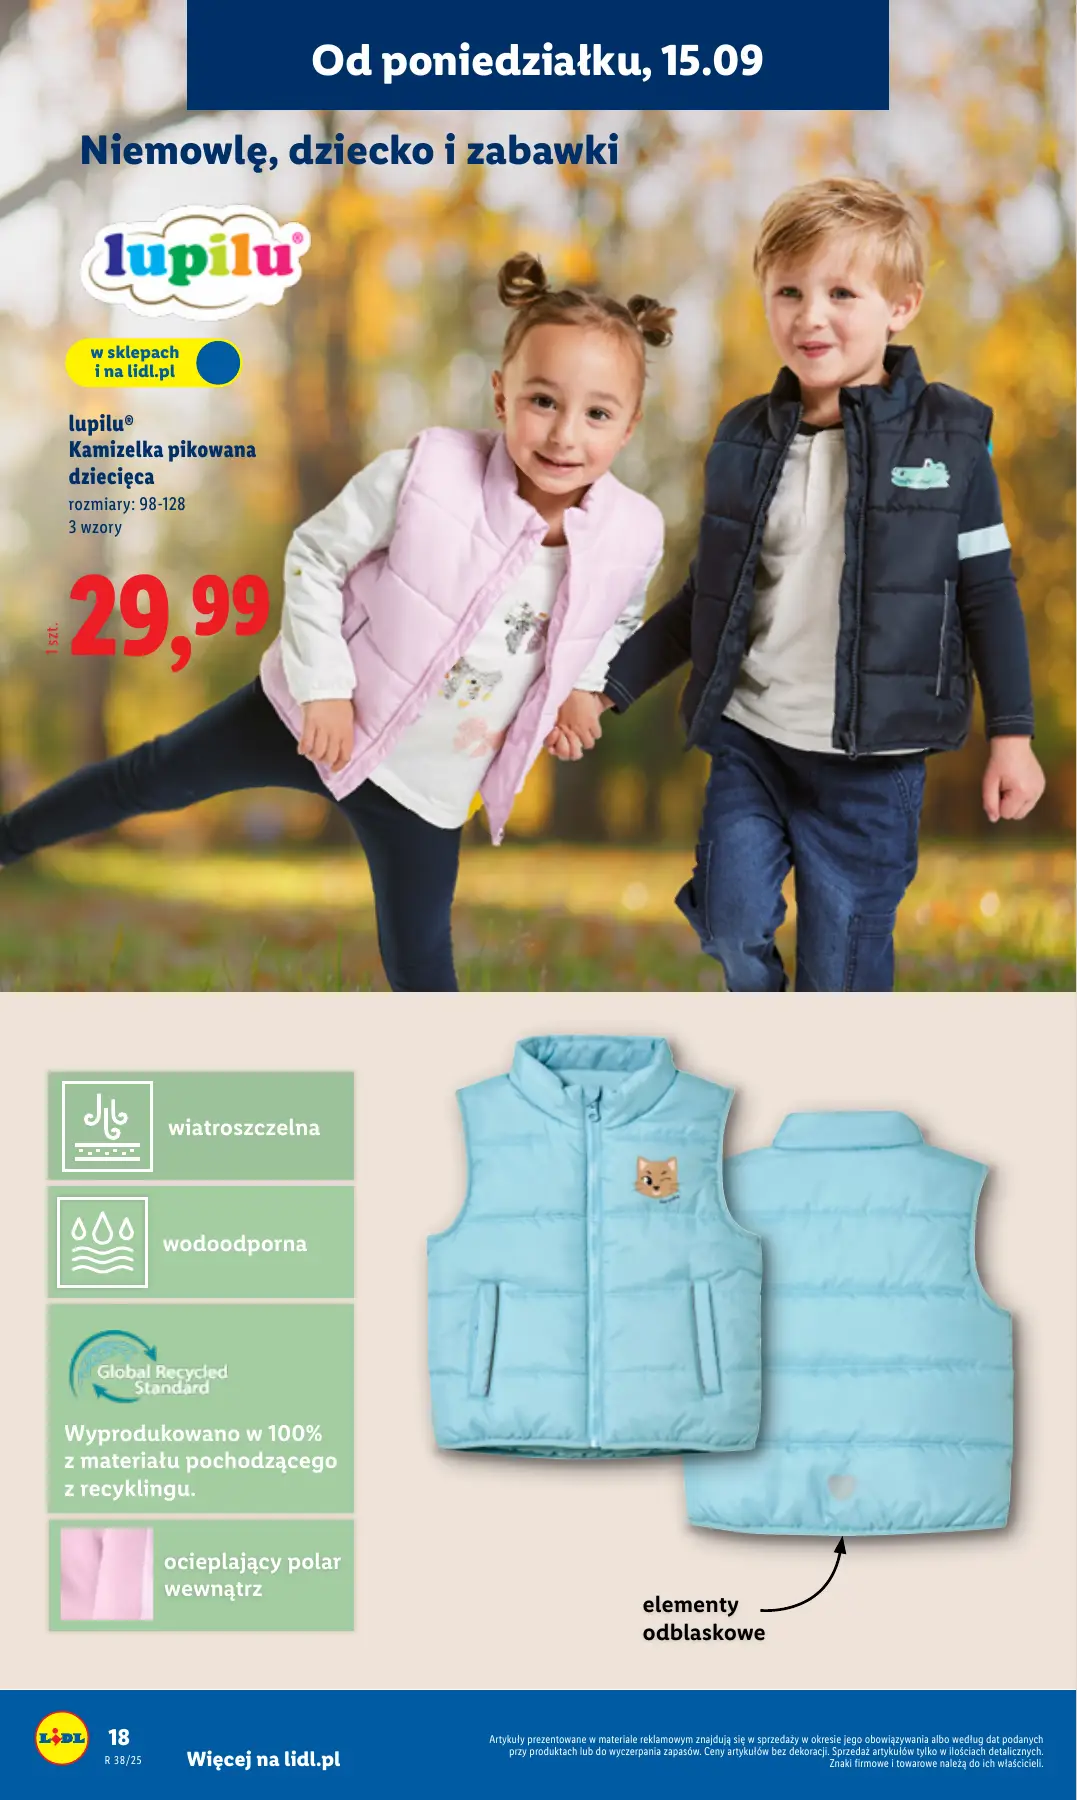 Od poniedziałku, 15.09
Niemowlę, dziecko i zabawki
lupilu®
w sklepach
i na lidl.pl
lupilu®
Kamizelka pikowana
dziecięca
rozmiary: 98-128
3 wzory
1 szt.
29,99
wiatroszczelna
wodoodporna
Global Recycled
Standard
Wyprodukowano w 100%
z materiału pochodzącego
z recyklingu.
ocieplający polar
wewnątrz
elementy
odblaskowe
LIDL
18
R 38/25
Więcej na lidl.pl
Artykuły prezentowane w materiale reklamowym znajdują się w sprzedaży w okresie jego obowiązywania albo według dat podanych
przy produktach lub do wyczerpania zapasów. Ceny artykułów bez dekoracji. Sprzedaż artykułów tylko w ilościach detalicznych.
Znaki firmowe i towarowe należą do ich właścicieli.